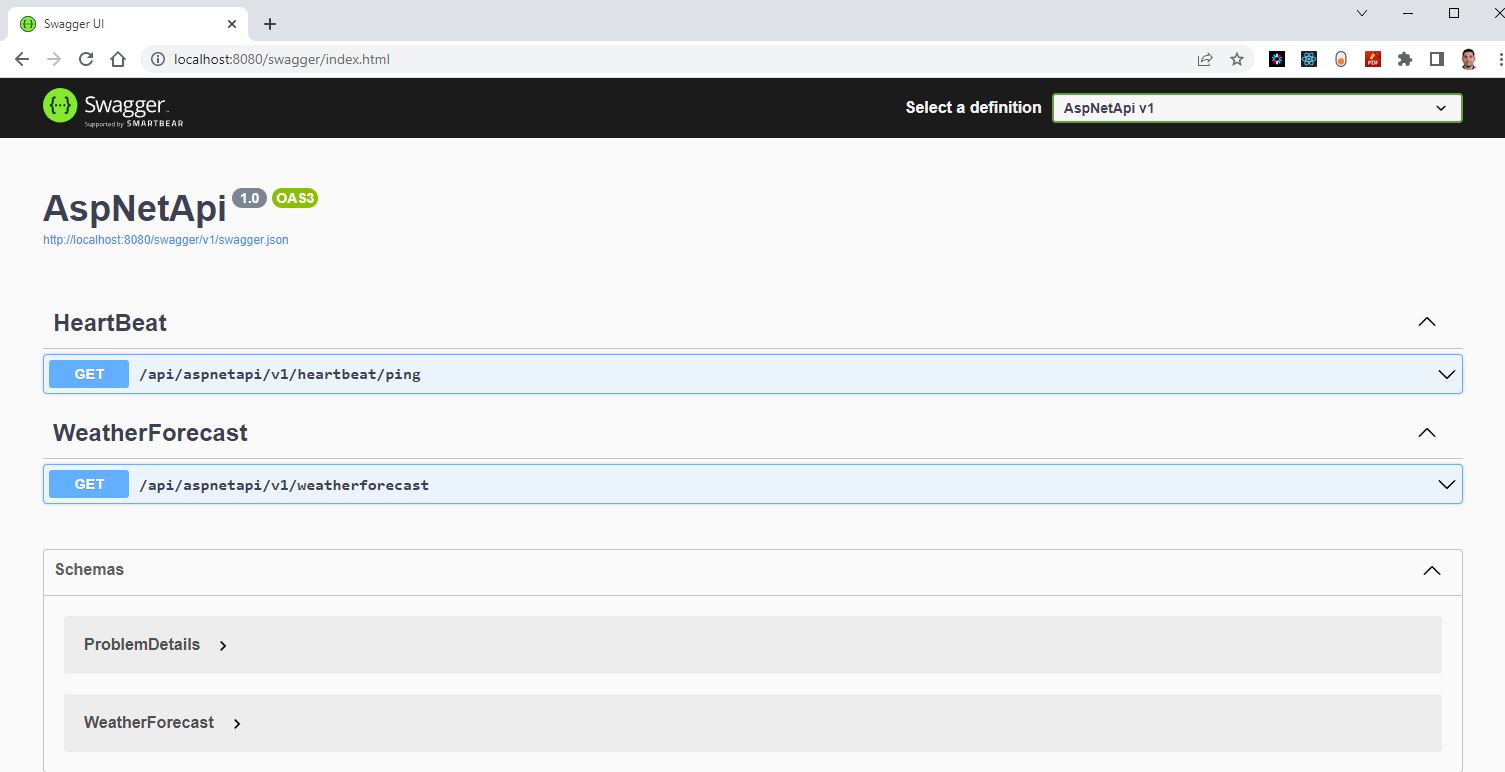 Swagger UI
localhost:8080/swagger/index.html
PDF
Swagger
Supported by SMARTBEAR
Select a definition
AspNetApi v1
AspNetApi 1.0 OAS3
http://localhost:8080/swagger/v1/swagger.json
HeartBeat
GET /api/aspnetapi/v1/heartbeat/ping
WeatherForecast
GET /api/aspnetapi/v1/weatherforecast
Schemas
ProblemDetails
WeatherForecast